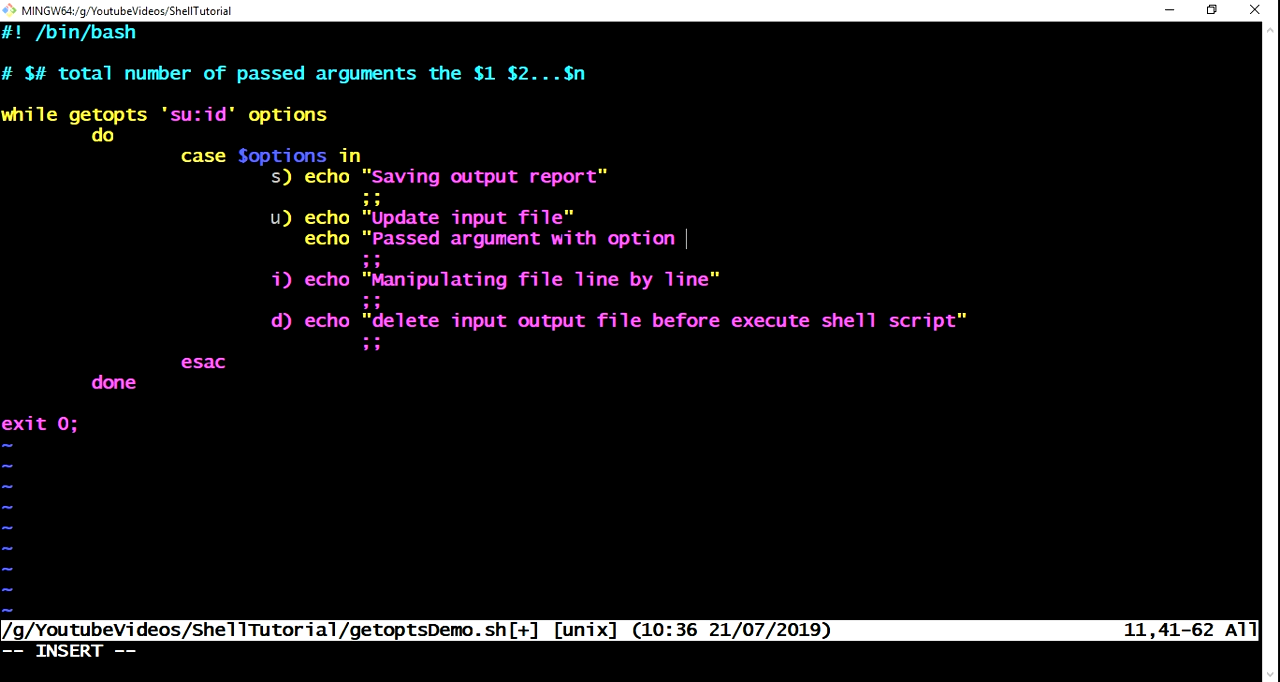 MINGW64:/g/YoutubeVideos/ShellTutorial
#! /bin/bash
# $# total number of passed arguments the $1 $2...$n
while getopts 'su:id' options
do
case $options in
s) echo "Saving output report"
;;
u) echo "Update input file"
echo "Passed argument with option
;;
i) echo "Manipulating file line by line"
;;
d) echo "delete input output file before execute shell script"
;;
esac
done
exit 0;
~
~
~
~
~
~
~
~
~
/g/YoutubeVideos/ShellTutorial/getoptsDemo.sh[+] [unix] (10:36 21/07/2019) 11,41-62 All
-- INSERT --